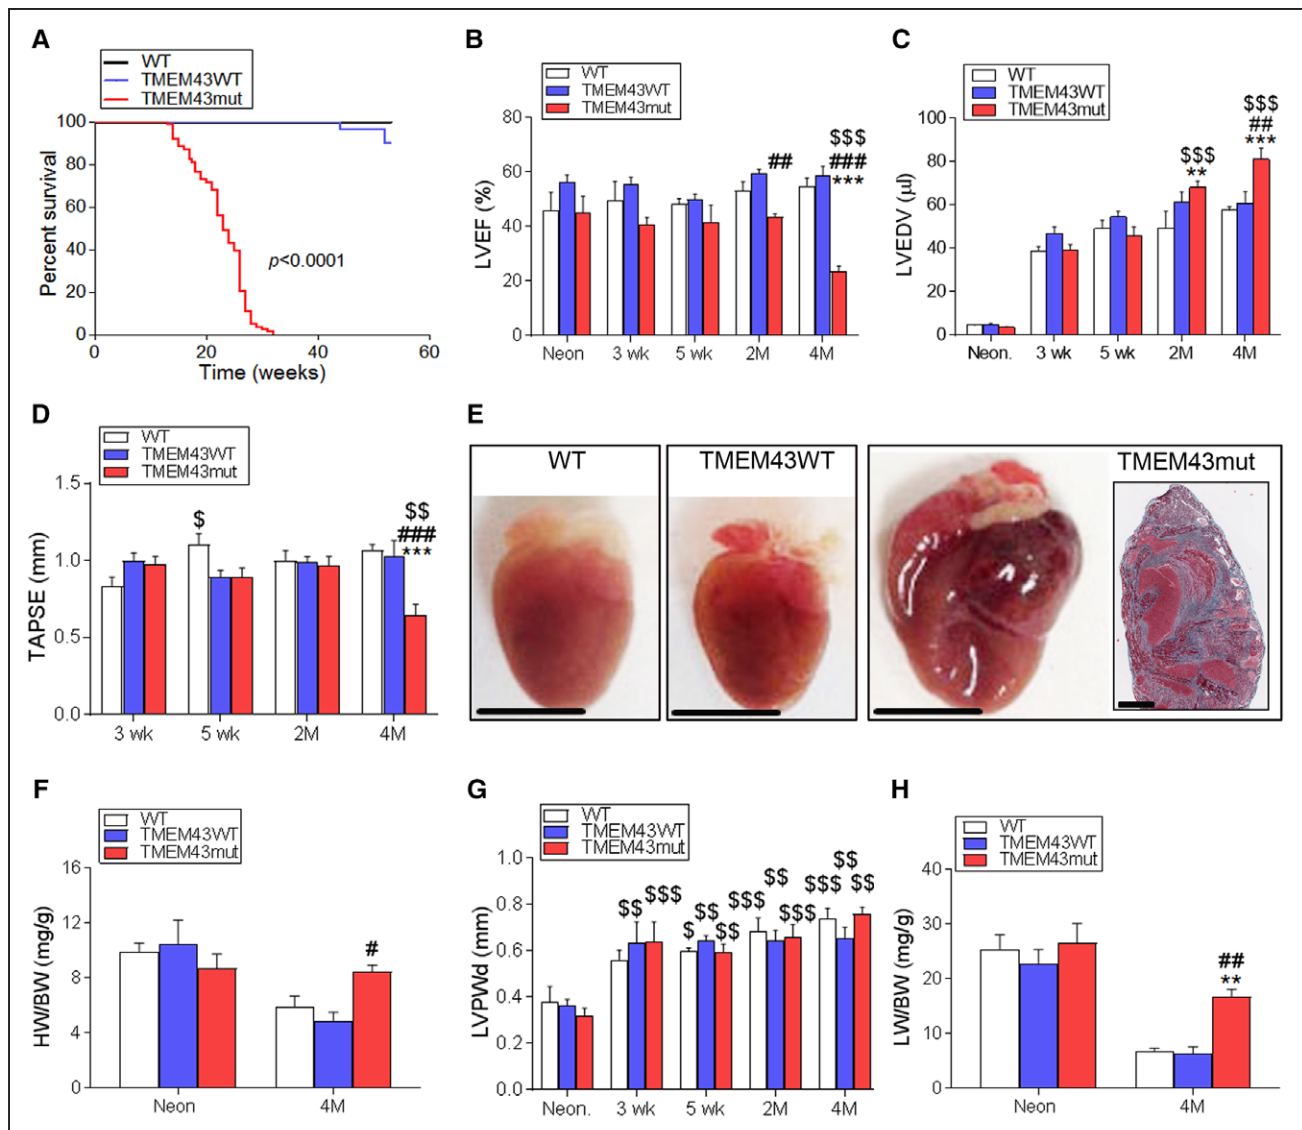 A
WT
TMEM43WT
TMEM43mut
100
80
60
40
20
0
0
20
40
60
Percent survival
Time (weeks)
p<0.0001
B
WT
TMEM43WT
TMEM43mut
80
60
40
20
0
LVEF (%)
##
$$$
###
***
Neon.
3 wk
5 wk
2M
4M
C
WT
TMEM43WT
TMEM43mut
100
80
60
40
20
0
LVEDV (µl)
$$$
**
$$$
##
***
Neon.
3 wk
5 wk
2M
4M
D
WT
TMEM43WT
TMEM43mut
1.5
1.0
0.5
0.0
TAPSE (mm)
$
$$
###
***
3 wk
5 wk
2M
4M
E
WT
TMEM43WT
TMEM43mut
F
WT
TMEM43WT
TMEM43mut
16
12
8
4
0
HW/BW (mg/g)
#
Neon
4M
G
WT
TMEM43WT
TMEM43mut
1.0
0.8
0.6
0.4
0.2
0.0
LVPWd (mm)
$$
$$$
$
$$
$$
$$$
$$
$$$
$$$
$$
$$
Neon.
3 wk
5 wk
2M
4M
H
WT
TMEM43WT
TMEM43mut
40
30
20
10
0
LW/BW (mg/g)
##
**
Neon
4M